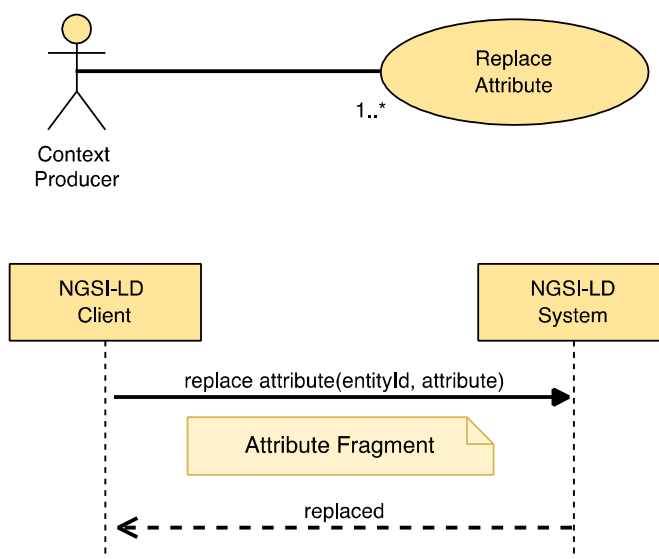 Replace
Attribute
1..*
Context
Producer
NGSI-LD
Client
NGSI-LD
System
replace attribute(entityId, attribute)
Attribute Fragment
replaced